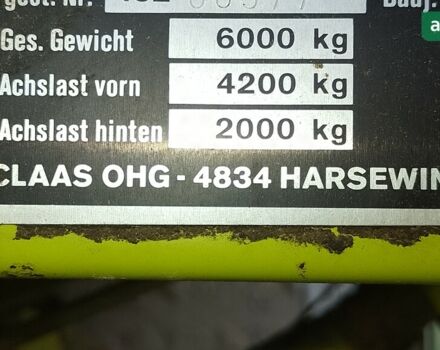 Ges. Gewicht 6000 kg
Achslast vorn 4200 kg
Achslast hinten 2000 kg
CLAAS OHG - 4834 HARSEWIN